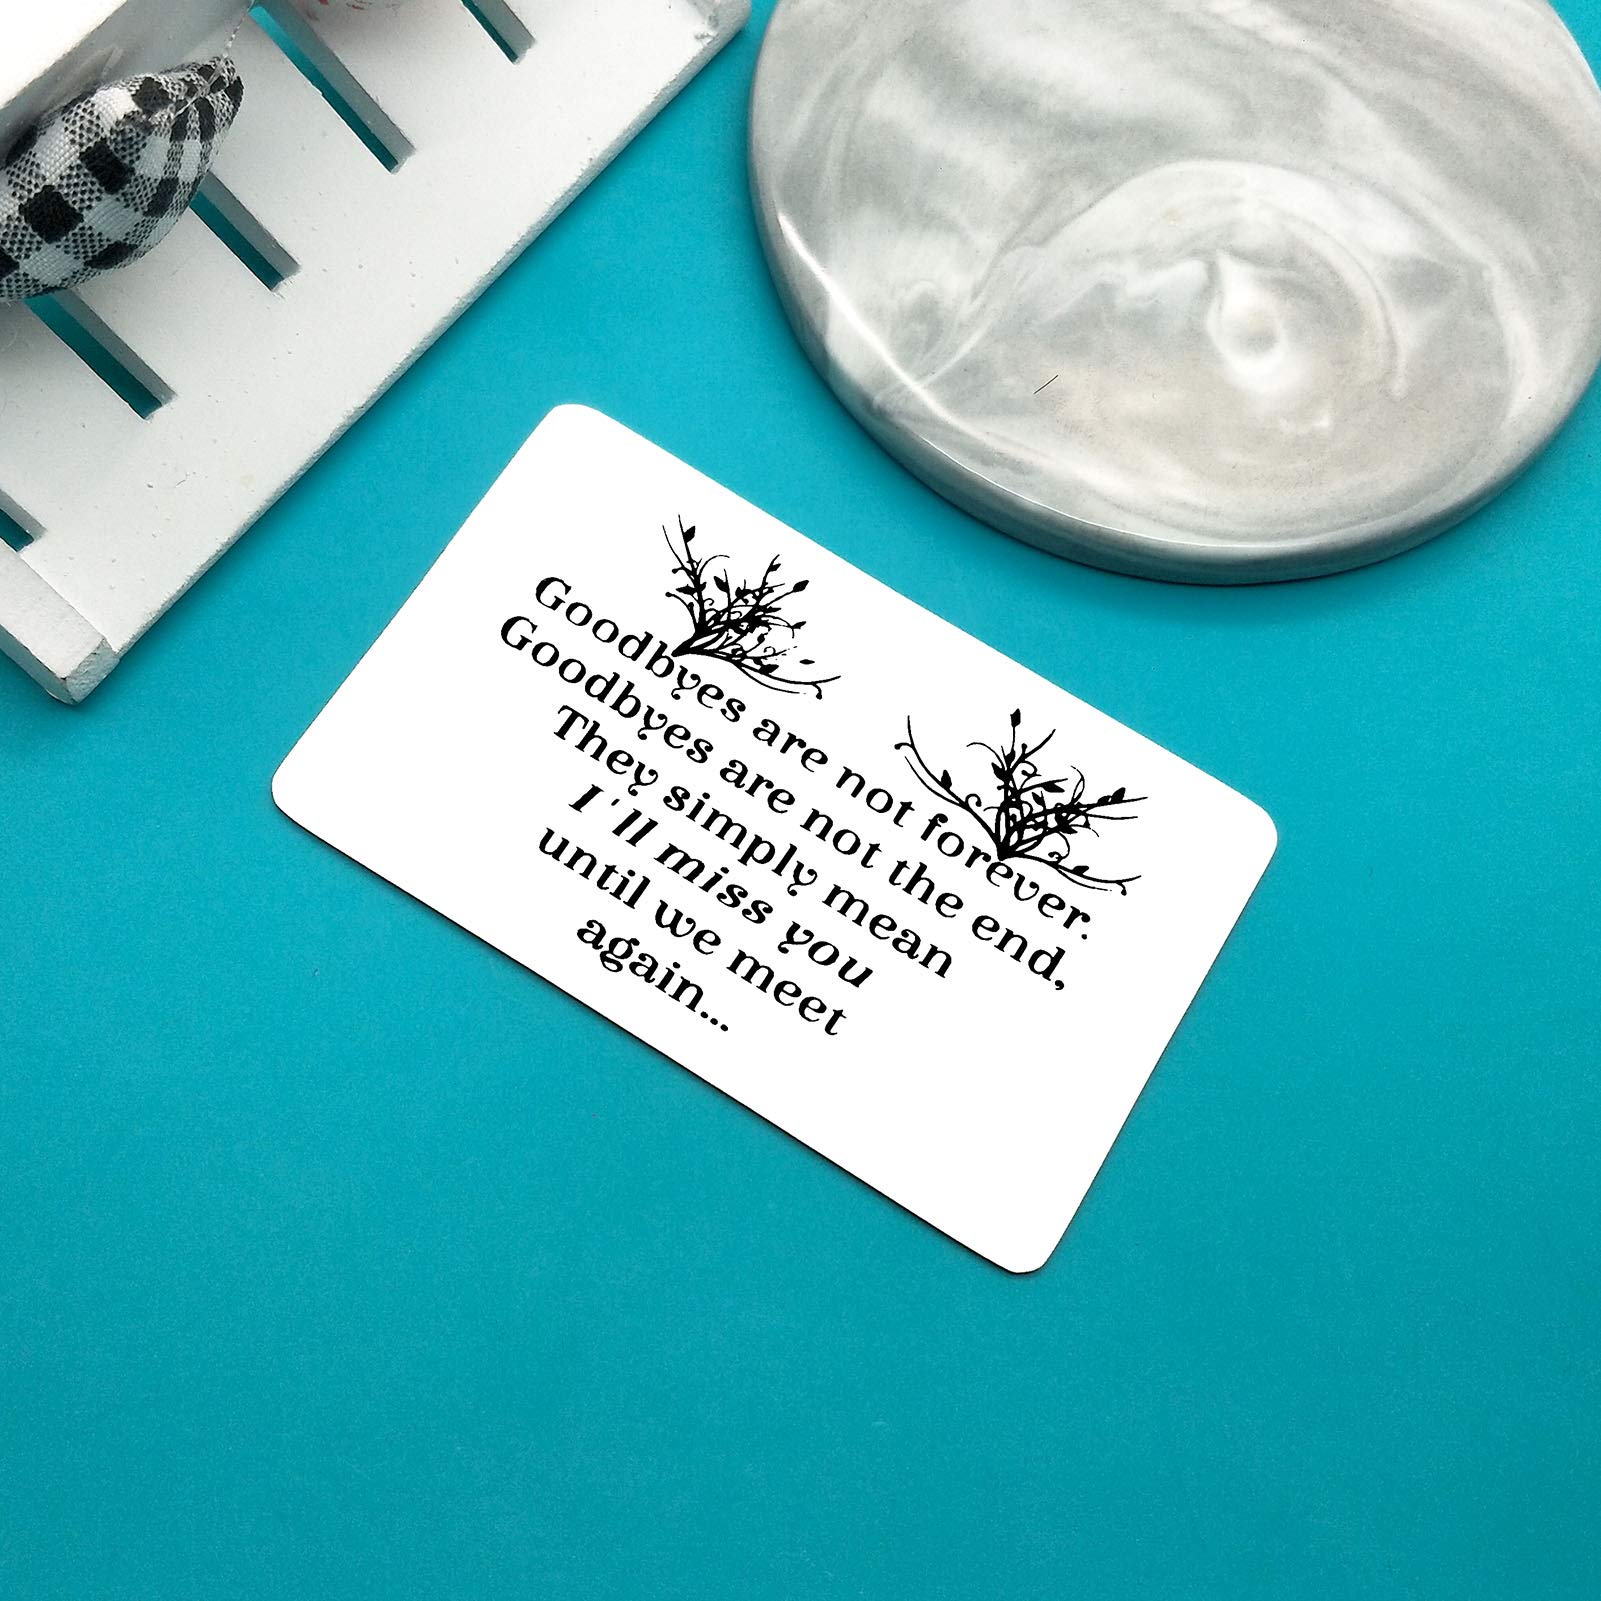 Goodbyes are not forever.
Goodbyes are not the end,
They simply mean
I'll miss you
until we meet
again...